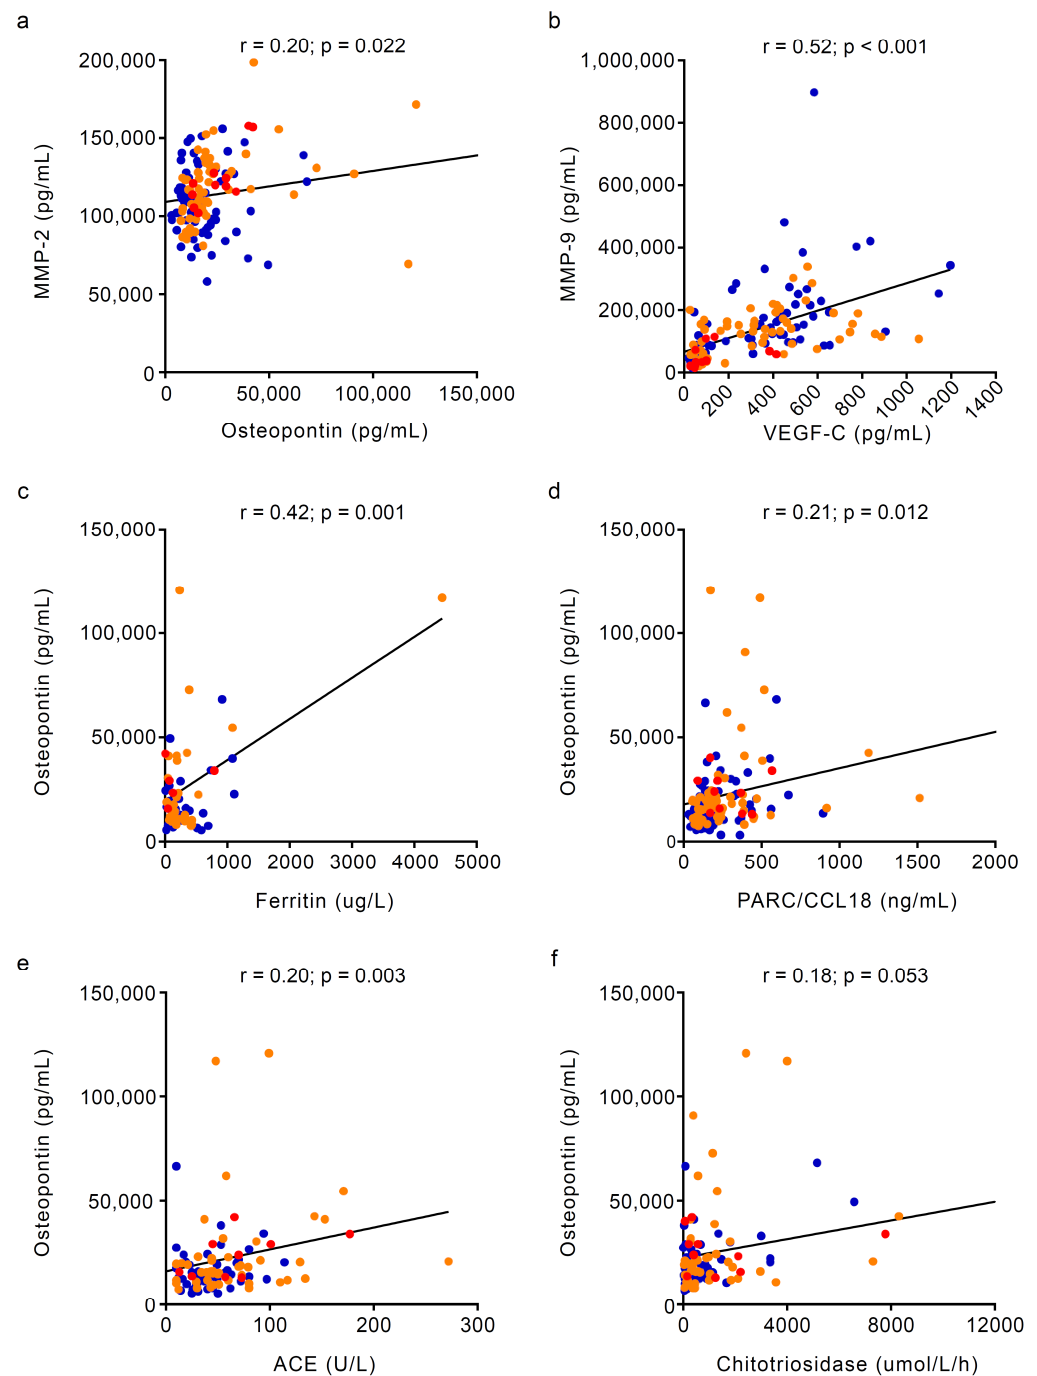 a
r = 0.20; p = 0.022
200,000
150,000
100,000
50,000
0
0
50,000
100,000
150,000
MMP-2 (pg/mL)
Osteopontin (pg/mL)
b
r = 0.52; p < 0.001
1,000,000
800,000
600,000
400,000
200,000
0
0
200
400
600
800
1000
1200
1400
MMP-9 (pg/mL)
VEGF-C (pg/mL)
c
r = 0.42; p = 0.001
150,000
100,000
50,000
0
0
1000
2000
3000
4000
5000
Osteopontin (pg/mL)
Ferritin (ug/L)
d
r = 0.21; p = 0.012
150,000
100,000
50,000
0
0
500
1000
1500
2000
Osteopontin (pg/mL)
PARC/CCL18 (ng/mL)
e
r = 0.20; p = 0.003
150,000
100,000
50,000
0
0
100
200
300
Osteopontin (pg/mL)
ACE (U/L)
f
r = 0.18; p = 0.053
150,000
100,000
50,000
0
0
4000
8000
12000
Osteopontin (pg/mL)
Chitotriosidase (umol/L/h)